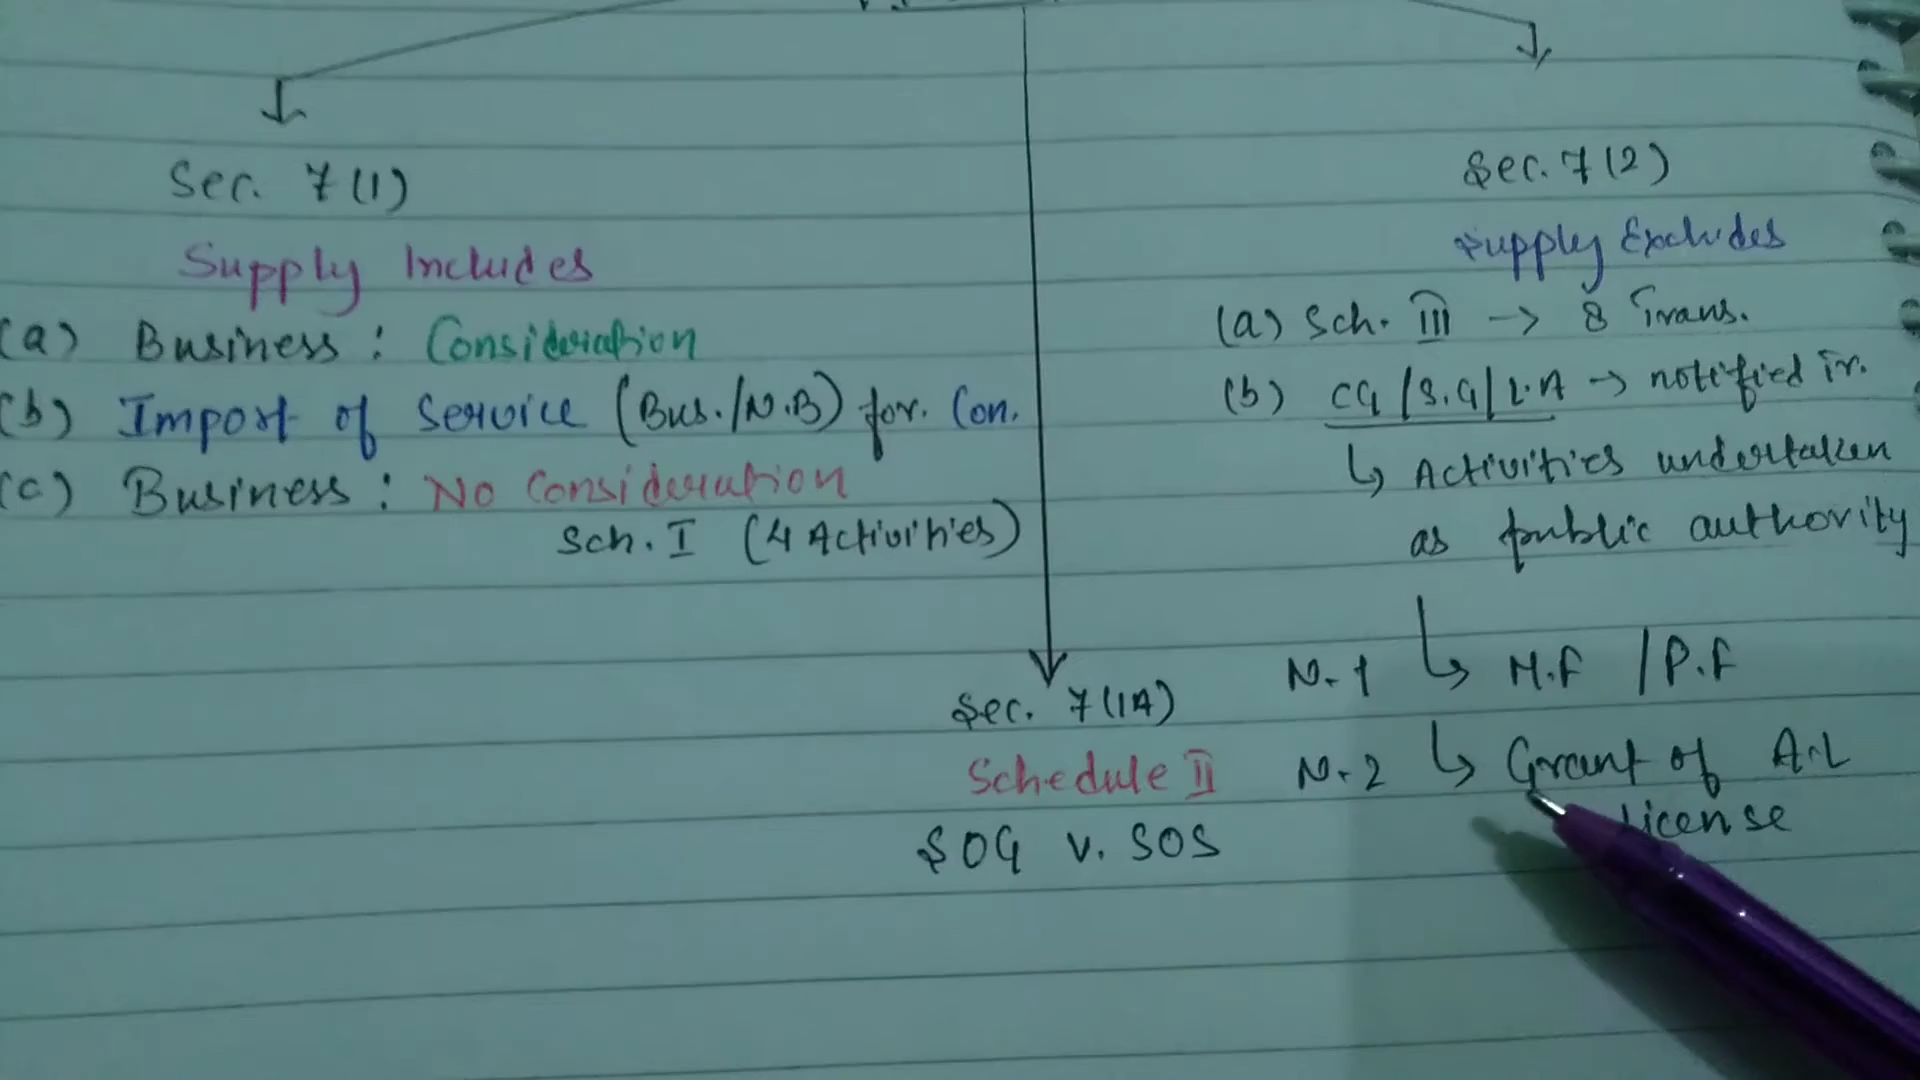 Sec. 7(1)
Supply Includes
(a) Business : Consideration
(b) Import of Service (Bus./N.B) for. Con.
(c) Business : No Consideration
Sch. I (4 Activities)
Sec. 7(1A)
Schedule II
SOG v. SOS
Sec. 7(2)
Supply Excludes
(a) Sch. III → 8 Trans.
(b) CG/S.G/L.A → notified Tr.
↳ Activities undertaken
as public authority
N.1 ↳ M.F / P.F
N.2 ↳ Grant of A.L
License